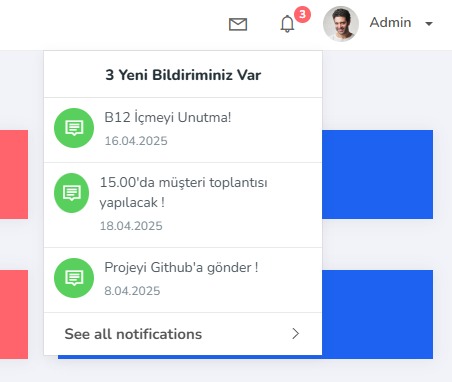 3
Admin
3 Yeni Bildiriminiz Var
B12 İçmeyi Unutma!
16.04.2025
15.00'da müşteri toplantısı
yapılacak !
18.04.2025
Projeyi Github'a gönder !
8.04.2025
See all notifications